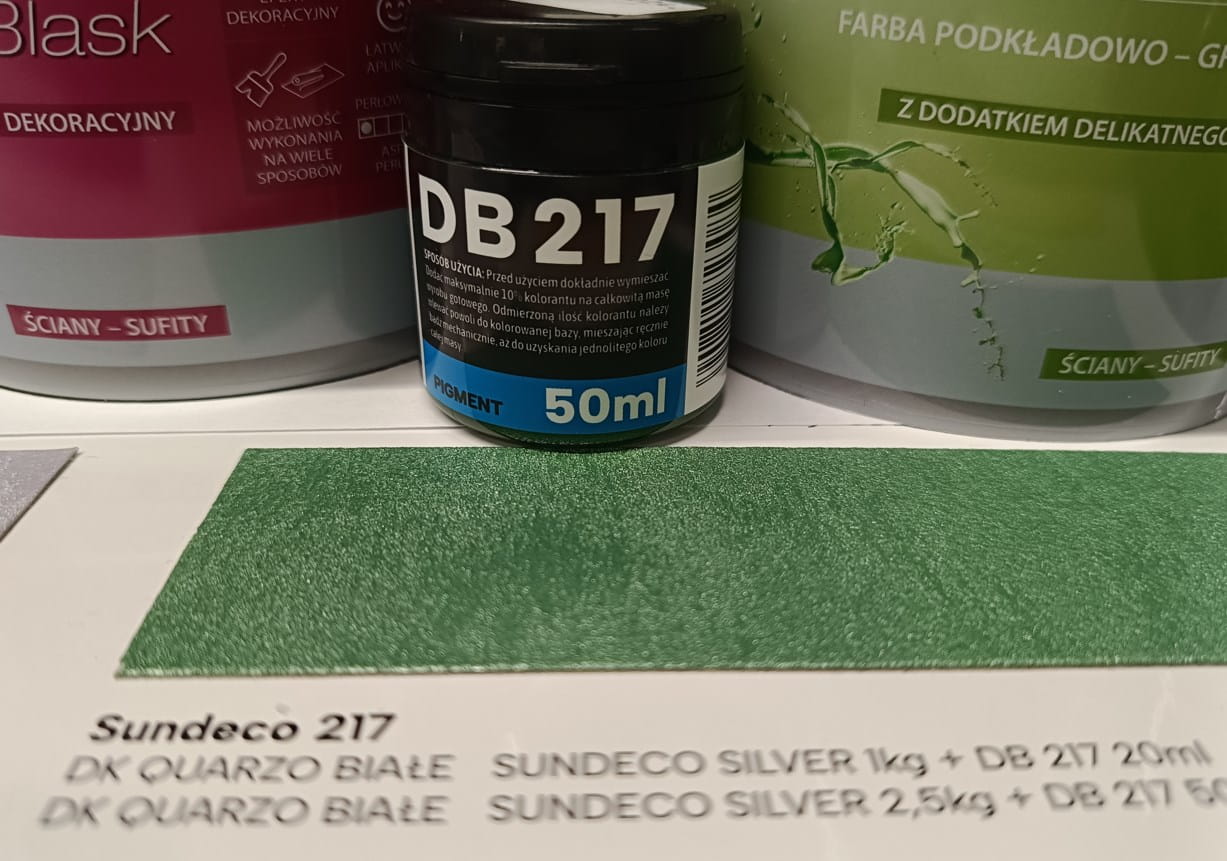 Blask
DEKORACYJNY
DEKORACYJNY
MOŻLIWOŚĆ
WYKONANIA
NA WIELE
SPOSOBÓW
ŚCIANY – SUFITY
DB 217
SPOSÓB UŻYCIA: Przed użyciem dokładnie wymieszać
Dodać maksymalnie 10% kolorantu na całkowitą masę
wyrobu gotowego. Odmierzoną ilość kolorantu należy
wlewać powoli do kolorowanej bazy, mieszając ręcznie
bądź mechanicznie, aż do uzyskania jednolitego koloru
całej masy
PIGMENT
50ml
FARBA PODKŁADOWO –
Z DODATKIEM DELIKATNEGO
ŚCIANY – SUFITY
Sundeco 217
DK QUARZO BIAŁE SUNDECO SILVER 1kg + DB 217 20ml
DK QUARZO BIAŁE SUNDECO SILVER 2,5kg + DB 217